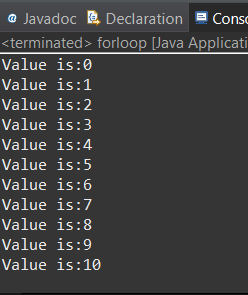 @ Javadoc Declaration Conso
<terminated> forloop [Java Applicati
Value is:0
Value is:1
Value is:2
Value is:3
Value is:4
Value is:5
Value is:6
Value is:7
Value is:8
Value is:9
Value is:10